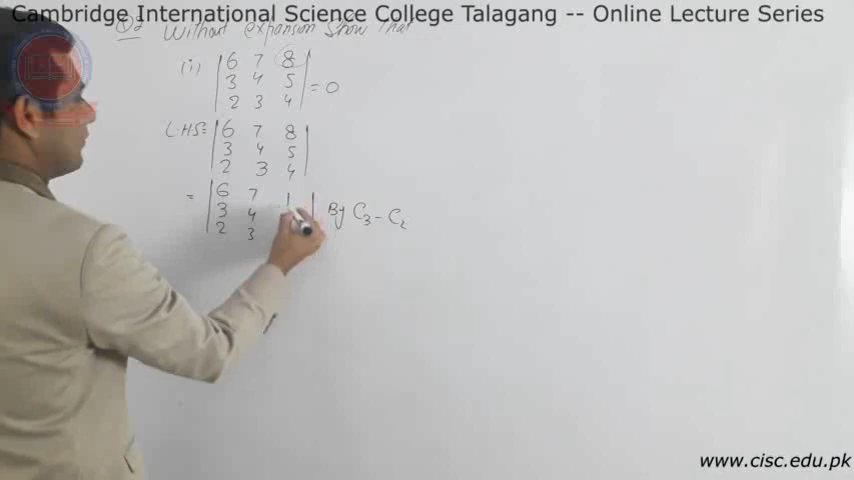 Cambridge International Science College Talagang -- Online Lecture Series
Q2 Without expansion show that
(i) | 6 7 8 |
| 3 4 5 | = 0
| 2 3 4 |
L.H.S = | 6 7 8 |
| 3 4 5 |
| 2 3 4 |
= | 6 7 1 |
| 3 4 | By C3 - C2
| 2 3 |
www.cisc.edu.pk